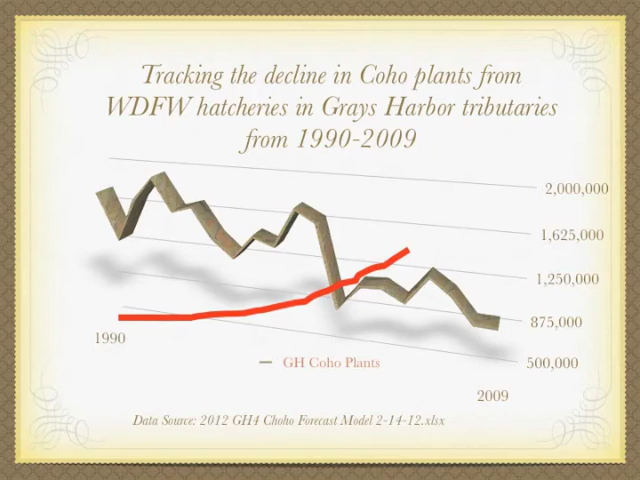 Tracking the decline in Coho plants from
WDFW hatcheries in Grays Harbor tributaries
from 1990-2009
2,000,000
1,625,000
1,250,000
875,000
500,000
1990
GH Coho Plants
2009
Data Source: 2012 GH4 Choho Forecast Model 2-14-12.xlsx